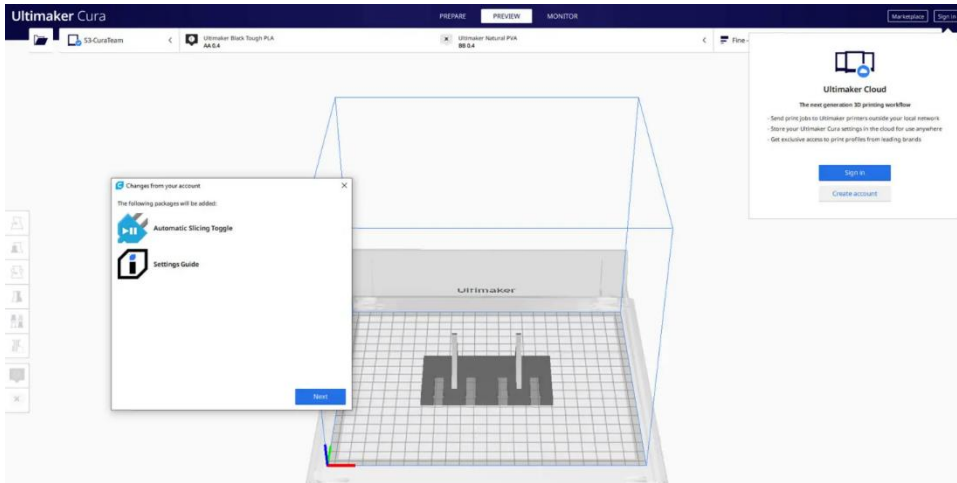 Ultimaker Cura
PREPARE PREVIEW MONITOR
Marketplace Sign in
S3-CuraTeam
Ultimaker Black Tough PLA
AA 0.4
Ultimaker Natural PVA
BB 0.4
Fine -
Ultimaker Cloud
The next generation 3D printing workflow
- Send print jobs to Ultimaker printers outside your local network
- Store your Ultimaker Cura settings in the cloud for use anywhere
- Get exclusive access to print profiles from leading brands
Sign in
Create account
Changes from your account
The following packages will be added:
Automatic Slicing Toggle
Settings Guide
Next
Ultimaker